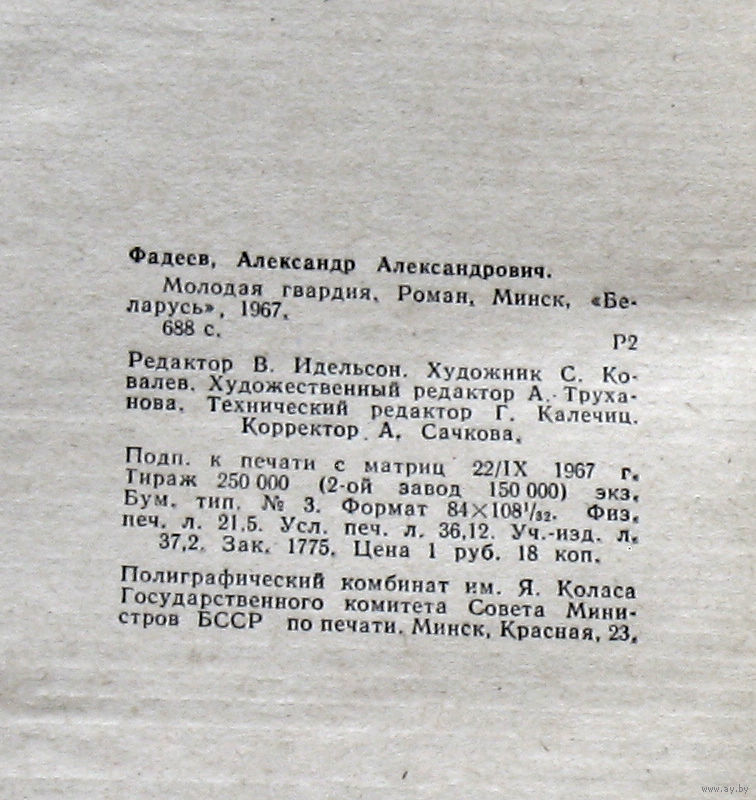 Фадеев, Александр Александрович.
Молодая гвардия. Роман. Минск, «Бе-
ларусь», 1967.
688 с.
Р2
Редактор В. Идельсон. Художник С. Ко-
валев. Художественный редактор А. Труха-
нова. Технический редактор Г. Калечиц.
Корректор А. Сачкова.
Подп. к печати с матриц 22/IX 1967 г.
Тираж 250 000 (2-ой завод 150 000) экз.
Бум. тип. № 3. Формат 84×108¹/₃₂. Физ.
печ. л. 21,5. Усл. печ. л. 36,12. Уч.-изд. л.
37,2. Зак. 1775. Цена 1 руб. 18 коп.
Полиграфический комбинат им. Я. Коласа
Государственного комитета Совета Мини-
стров БССР по печати. Минск, Красная, 23.
www.ay.by